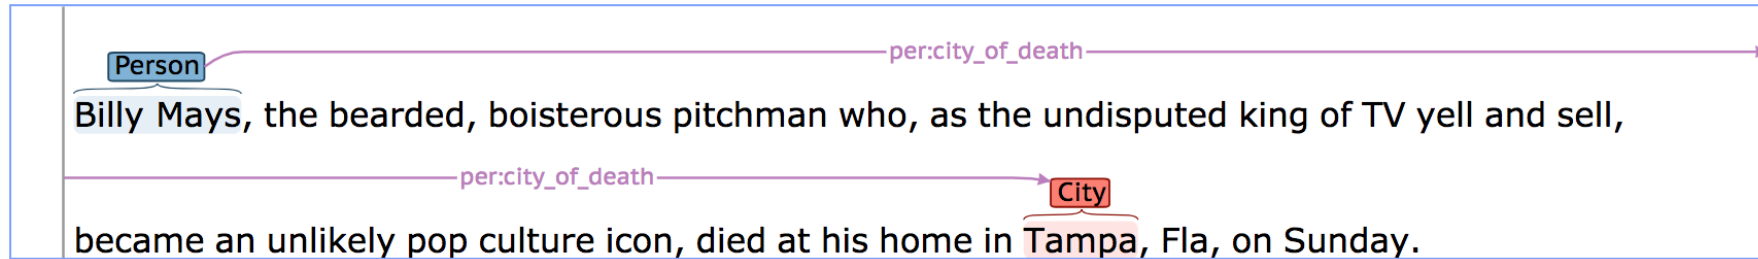 per:city_of_death
Person
Billy Mays, the bearded, boisterous pitchman who, as the undisputed king of TV yell and sell,
per:city_of_death
City
became an unlikely pop culture icon, died at his home in Tampa, Fla, on Sunday.